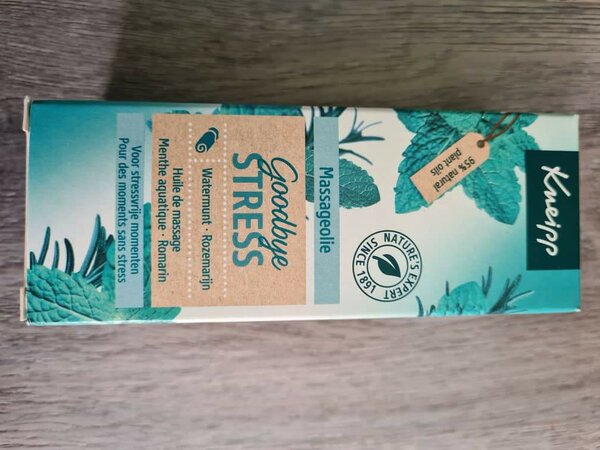 Kneipp
95% natural
plant oils
NATURE'S EXPERT
SINCE 1891
Massageolie
Goodbye
STRESS
Watermunt · Rozemarijn
Huile de massage
Menthe aquatique · Romarin
Voor stressvrije momenten
Pour des moments sans stress